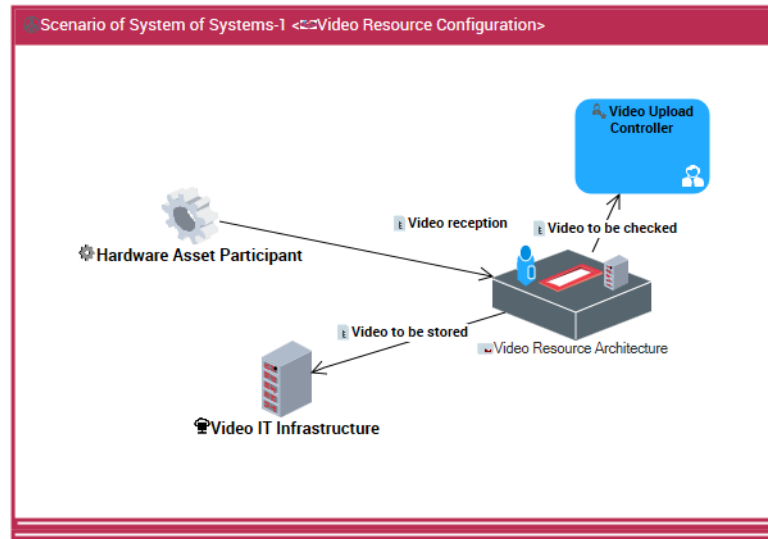 Scenario of System of Systems-1 <Video Resource Configuration>
Video Upload
Controller
Video reception
Video to be checked
Hardware Asset Participant
Video to be stored
Video Resource Architecture
Video IT Infrastructure